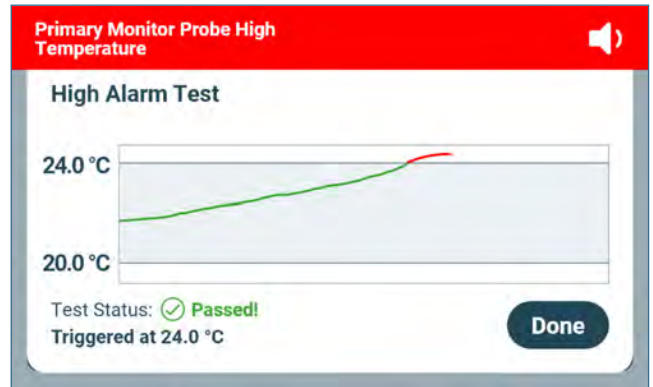 Primary Monitor Probe High
Temperature
High Alarm Test
24.0 °C
20.0 °C
Test Status: Passed!
Triggered at 24.0 °C
Done